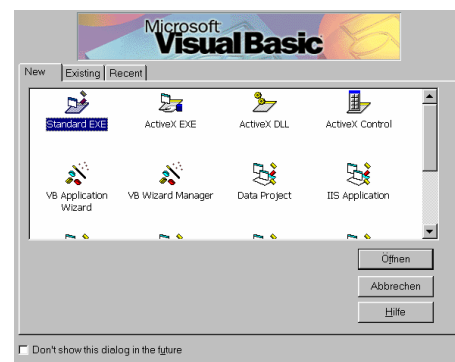 Microsoft
Visual Basic
New Existing Recent
Standard EXE
ActiveX EXE
ActiveX DLL
ActiveX Control
VB Application
Wizard
VB Wizard Manager
Data Project
IIS Application
Öffnen
Abbrechen
Hilfe
Don't show this dialog in the future